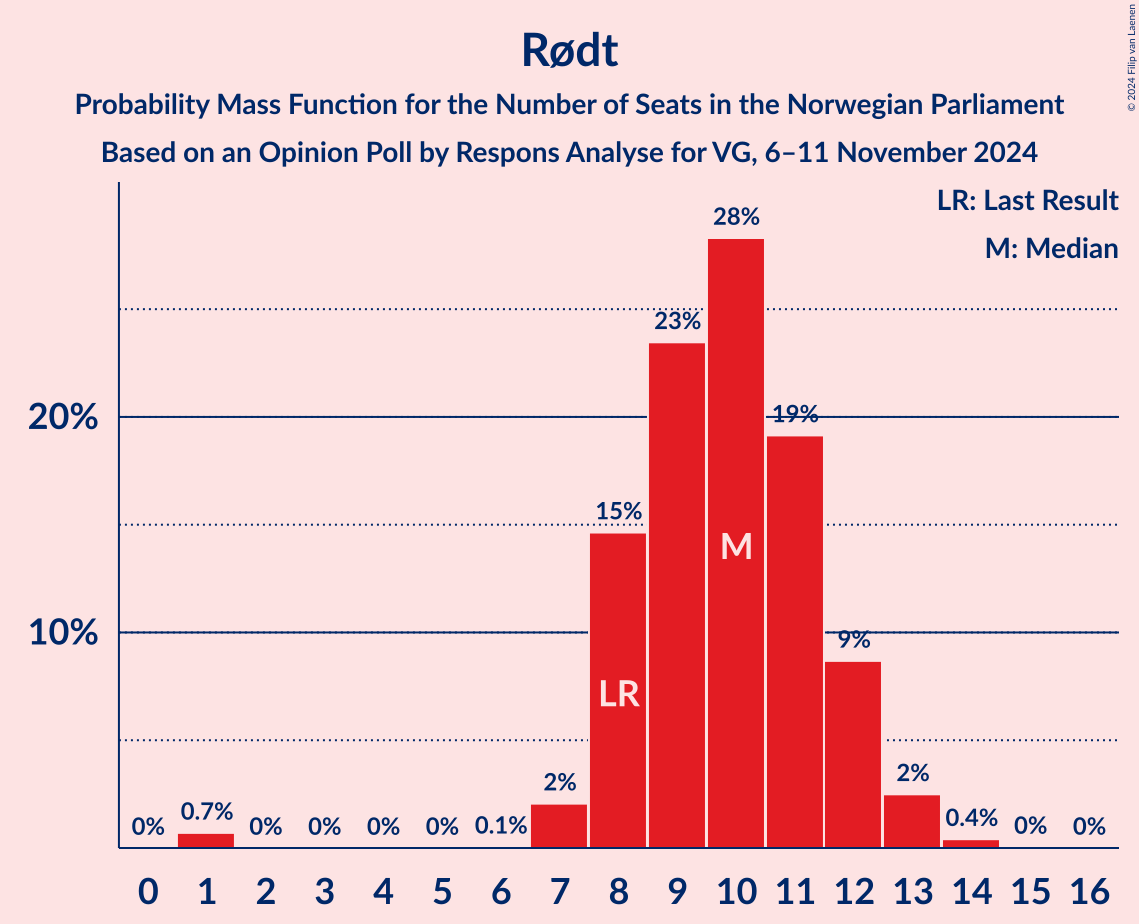 Rødt
Probability Mass Function for the Number of Seats in the Norwegian Parliament
Based on an Opinion Poll by Respons Analyse for VG, 6–11 November 2024
© 2024 Filip van Laenen
LR: Last Result
M: Median
28%
23%
20%
19%
15%
M
10%
9%
LR
2%
2%
0%
0.7%
0%
0%
0%
0%
0.1%
0.4%
0%
0%
0 1 2 3 4 5 6 7 8 9 10 11 12 13 14 15 16